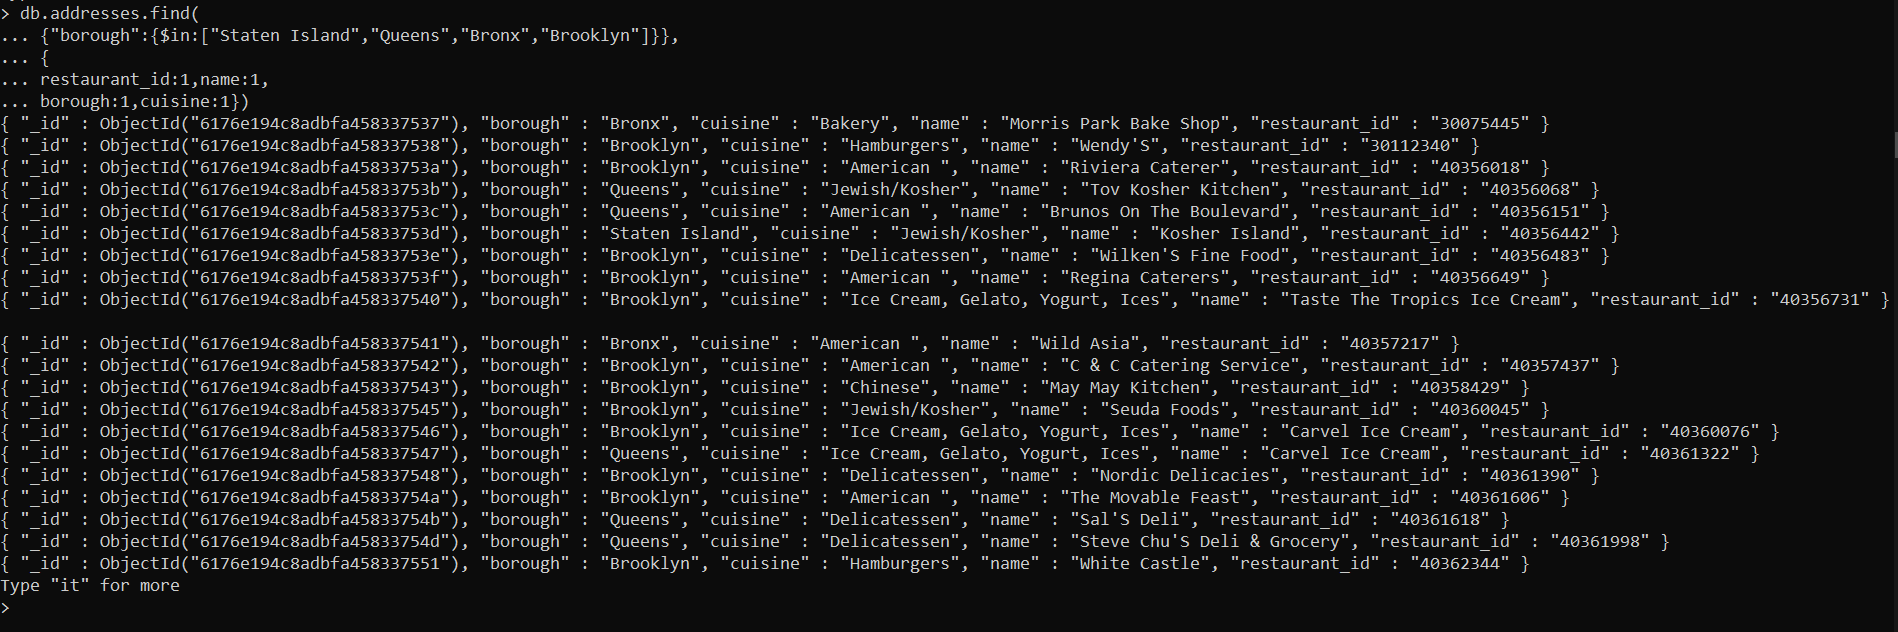 > db.addresses.find(
... {"borough":{$in:["Staten Island","Queens","Bronx","Brooklyn"]}},
... {
... restaurant_id:1,name:1,
... borough:1,cuisine:1})
{ "_id" : ObjectId("6176e194c8adbfa458337537"), "borough" : "Bronx", "cuisine" : "Bakery", "name" : "Morris Park Bake Shop", "restaurant_id" : "30075445" }
{ "_id" : ObjectId("6176e194c8adbfa458337538"), "borough" : "Brooklyn", "cuisine" : "Hamburgers", "name" : "Wendy'S", "restaurant_id" : "30112340" }
{ "_id" : ObjectId("6176e194c8adbfa45833753a"), "borough" : "Brooklyn", "cuisine" : "American ", "name" : "Riviera Caterer", "restaurant_id" : "40356018" }
{ "_id" : ObjectId("6176e194c8adbfa45833753b"), "borough" : "Queens", "cuisine" : "Jewish/Kosher", "name" : "Tov Kosher Kitchen", "restaurant_id" : "40356068" }
{ "_id" : ObjectId("6176e194c8adbfa45833753c"), "borough" : "Queens", "cuisine" : "American ", "name" : "Brunos On The Boulevard", "restaurant_id" : "40356151" }
{ "_id" : ObjectId("6176e194c8adbfa45833753d"), "borough" : "Staten Island", "cuisine" : "Jewish/Kosher", "name" : "Kosher Island", "restaurant_id" : "40356442" }
{ "_id" : ObjectId("6176e194c8adbfa45833753e"), "borough" : "Brooklyn", "cuisine" : "Delicatessen", "name" : "Wilken'S Fine Food", "restaurant_id" : "40356483" }
{ "_id" : ObjectId("6176e194c8adbfa45833753f"), "borough" : "Brooklyn", "cuisine" : "American ", "name" : "Regina Caterers", "restaurant_id" : "40356649" }
{ "_id" : ObjectId("6176e194c8adbfa458337540"), "borough" : "Brooklyn", "cuisine" : "Ice Cream, Gelato, Yogurt, Ices", "name" : "Taste The Tropics Ice Cream", "restaurant_id" : "40356731" }
{ "_id" : ObjectId("6176e194c8adbfa458337541"), "borough" : "Bronx", "cuisine" : "American ", "name" : "Wild Asia", "restaurant_id" : "40357217" }
{ "_id" : ObjectId("6176e194c8adbfa458337542"), "borough" : "Brooklyn", "cuisine" : "American ", "name" : "C & C Catering Service", "restaurant_id" : "40357437" }
{ "_id" : ObjectId("6176e194c8adbfa458337543"), "borough" : "Brooklyn", "cuisine" : "Chinese", "name" : "May May Kitchen", "restaurant_id" : "40358429" }
{ "_id" : ObjectId("6176e194c8adbfa458337545"), "borough" : "Brooklyn", "cuisine" : "Jewish/Kosher", "name" : "Seuda Foods", "restaurant_id" : "40360045" }
{ "_id" : ObjectId("6176e194c8adbfa458337546"), "borough" : "Brooklyn", "cuisine" : "Ice Cream, Gelato, Yogurt, Ices", "name" : "Carvel Ice Cream", "restaurant_id" : "40360076" }
{ "_id" : ObjectId("6176e194c8adbfa458337547"), "borough" : "Queens", "cuisine" : "Ice Cream, Gelato, Yogurt, Ices", "name" : "Carvel Ice Cream", "restaurant_id" : "40361322" }
{ "_id" : ObjectId("6176e194c8adbfa458337548"), "borough" : "Brooklyn", "cuisine" : "Delicatessen", "name" : "Nordic Delicacies", "restaurant_id" : "40361390" }
{ "_id" : ObjectId("6176e194c8adbfa45833754a"), "borough" : "Brooklyn", "cuisine" : "American ", "name" : "The Movable Feast", "restaurant_id" : "40361606" }
{ "_id" : ObjectId("6176e194c8adbfa45833754b"), "borough" : "Queens", "cuisine" : "Delicatessen", "name" : "Sal'S Deli", "restaurant_id" : "40361618" }
{ "_id" : ObjectId("6176e194c8adbfa45833754d"), "borough" : "Queens", "cuisine" : "Delicatessen", "name" : "Steve Chu'S Deli & Grocery", "restaurant_id" : "40361998" }
{ "_id" : ObjectId("6176e194c8adbfa458337551"), "borough" : "Brooklyn", "cuisine" : "Hamburgers", "name" : "White Castle", "restaurant_id" : "40362344" }
Type "it" for more
>